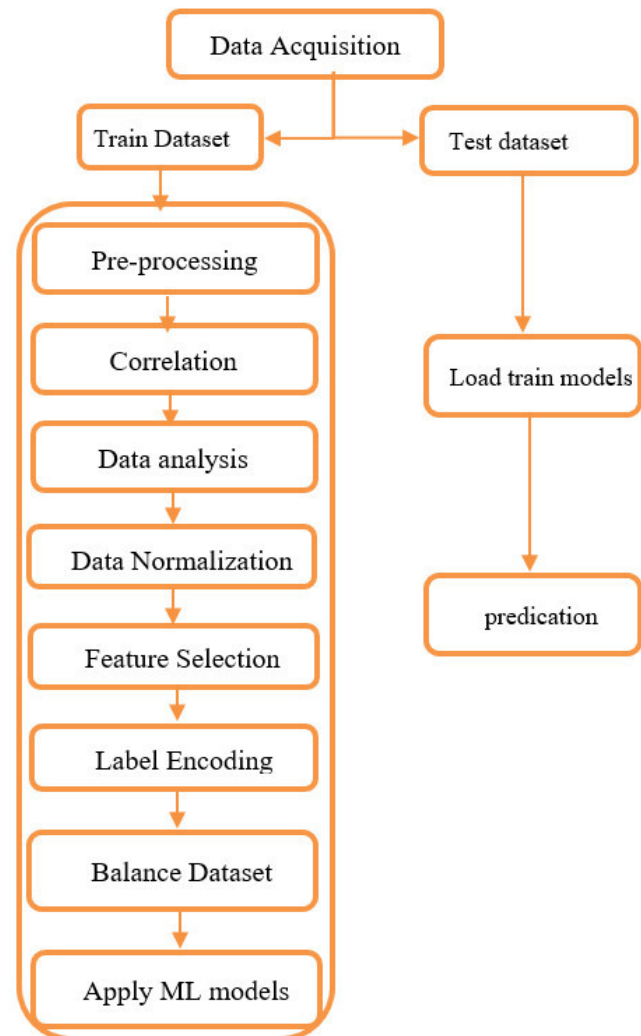 Data Acquisition
Train Dataset
Test dataset
Pre-processing
Correlation
Data analysis
Data Normalization
Feature Selection
Label Encoding
Balance Dataset
Apply ML models
Load train models
predication